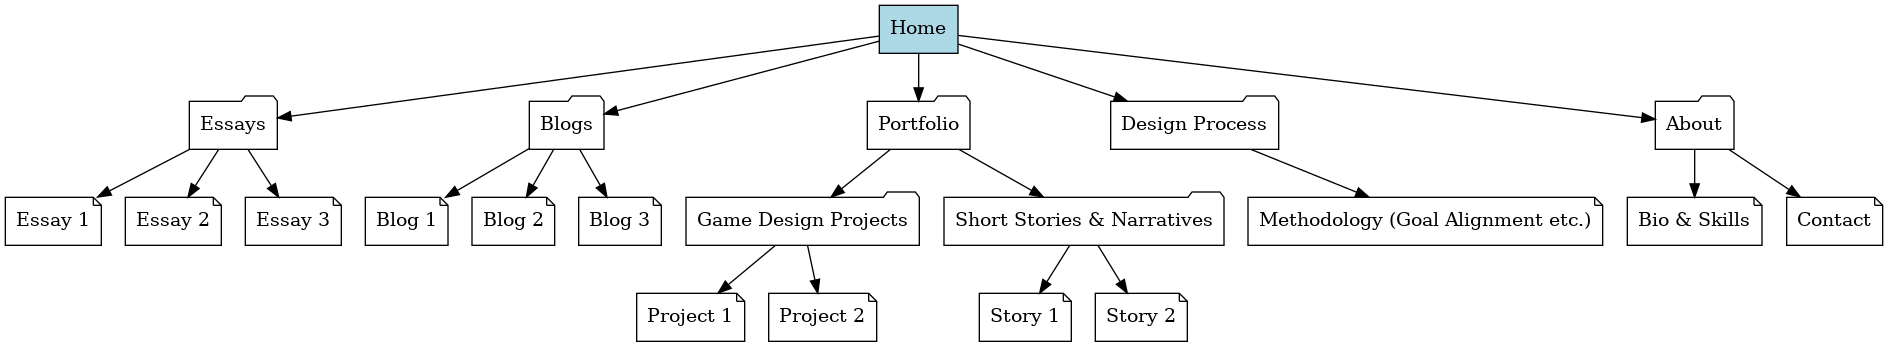 Home
Essays
Blogs
Portfolio
Design Process
About
Essay 1
Essay 2
Essay 3
Blog 1
Blog 2
Blog 3
Game Design Projects
Short Stories & Narratives
Methodology (Goal Alignment etc.)
Bio & Skills
Contact
Project 1
Project 2
Story 1
Story 2